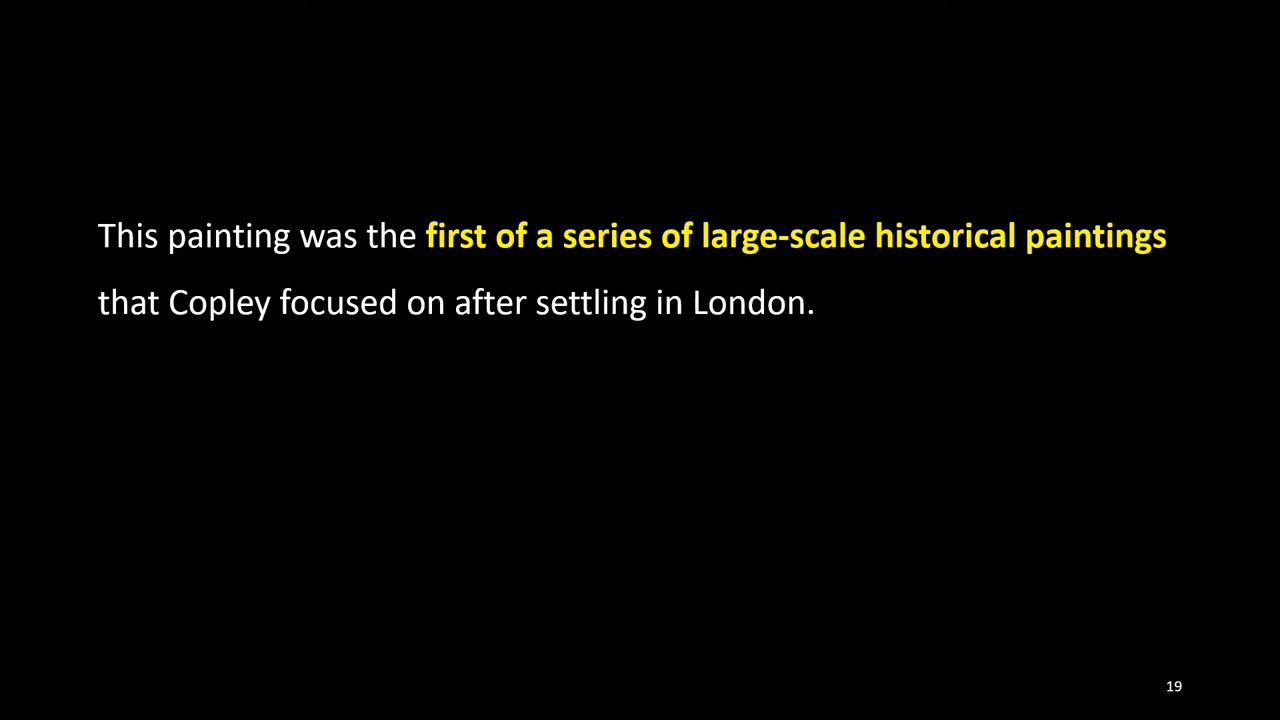 This painting was the first of a series of large-scale historical paintings
that Copley focused on after settling in London.
19